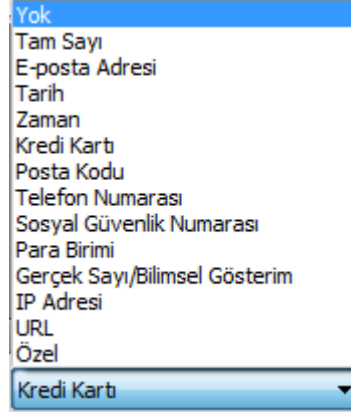 Yok
Tam Sayı
E-posta Adresi
Tarih
Zaman
Kredi Kartı
Posta Kodu
Telefon Numarası
Sosyal Güvenlik Numarası
Para Birimi
Gerçek Sayı/Bilimsel Gösterim
IP Adresi
URL
Özel
Kredi Kartı